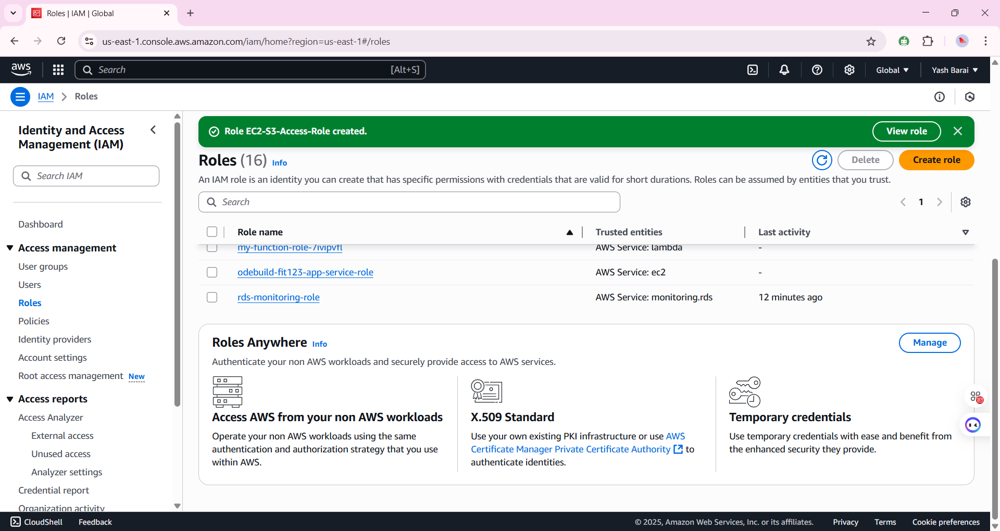 Roles | IAM | Global
us-east-1.console.aws.amazon.com/iam/home?region=us-east-1#/roles
aws
Search
[Alt+S]
Global
Yash Barai
IAM
Roles
Identity and Access
Management (IAM)
Search IAM
Dashboard
Access management
User groups
Users
Roles
Policies
Identity providers
Account settings
Root access management New
Access reports
Access Analyzer
External access
Unused access
Analyzer settings
Credential report
Organization activity
Role EC2-S3-Access-Role created.
View role
Roles (16) Info
Delete
Create role
An IAM role is an identity you can create that has specific permissions with credentials that are valid for short durations. Roles can be assumed by entities that you trust.
Search
1
Role name
Trusted entities
Last activity
my-function-role-7ivipvfl
AWS Service: lambda
-
odebuild-fit123-app-service-role
AWS Service: ec2
-
rds-monitoring-role
AWS Service: monitoring.rds
12 minutes ago
Roles Anywhere Info
Manage
Authenticate your non AWS workloads and securely provide access to AWS services.
Access AWS from your non AWS workloads
Operate your non AWS workloads using the same
authentication and authorization strategy that you use
within AWS.
X.509 Standard
Use your own existing PKI infrastructure or use AWS
Certificate Manager Private Certificate Authority to
authenticate identities.
Temporary credentials
Use temporary credentials with ease and benefit from
the enhanced security they provide.
CloudShell
Feedback
© 2025, Amazon Web Services, Inc. or its affiliates.
Privacy
Terms
Cookie preferences